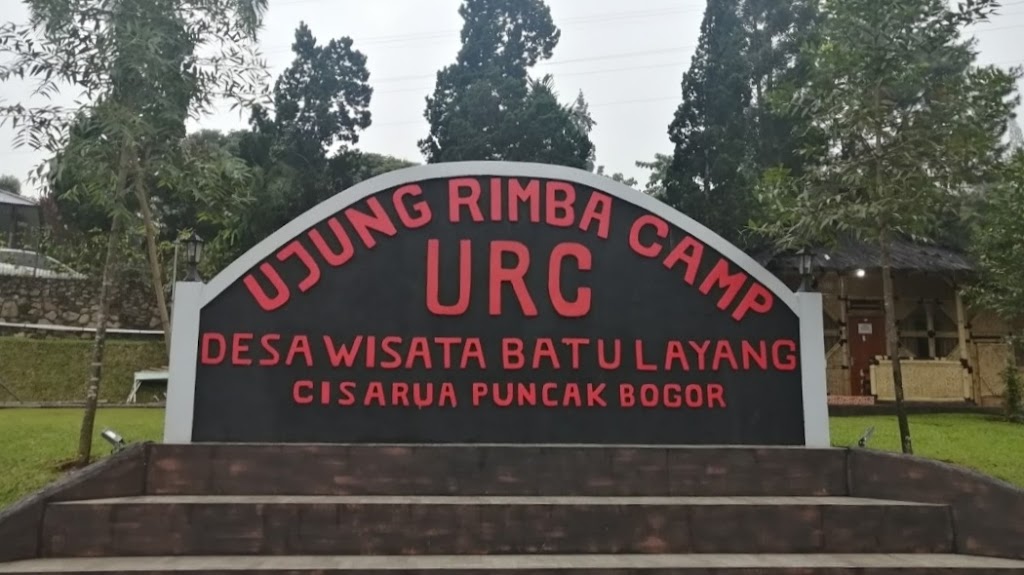 UJUNG RIMBA CAMP
URC
DESA WISATA BATU LAYANG
CISARUA PUNCAK BOGOR